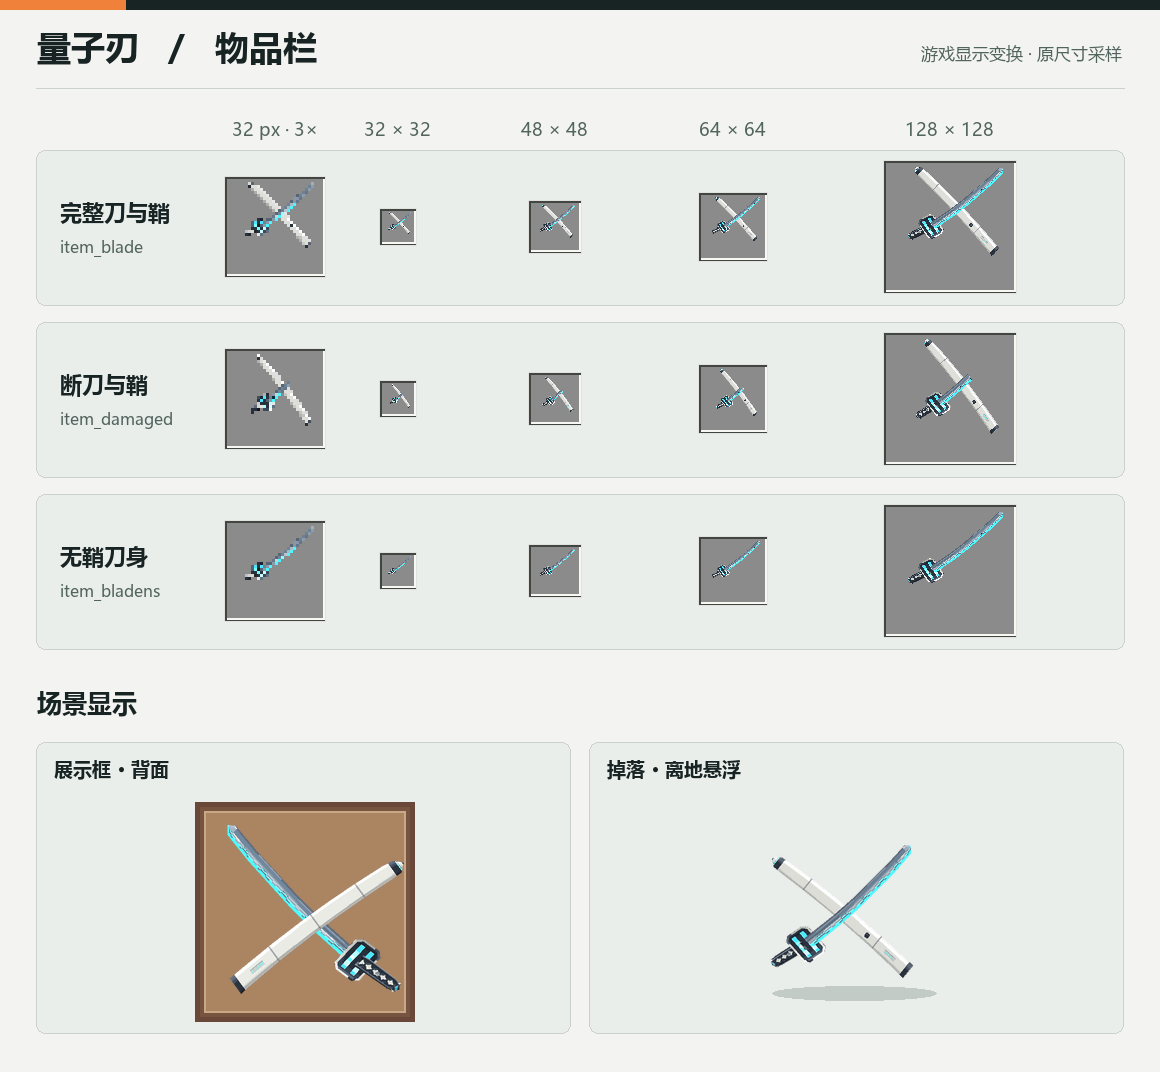 量子刃 / 物品栏
游戏显示变换 · 原尺寸采样
32 px · 3×
32 × 32
48 × 48
64 × 64
128 × 128
完整刀与鞘
item_blade
断刀与鞘
item_damaged
无鞘刀身
item_bladens
场景显示
展示框・背面
掉落・离地悬浮